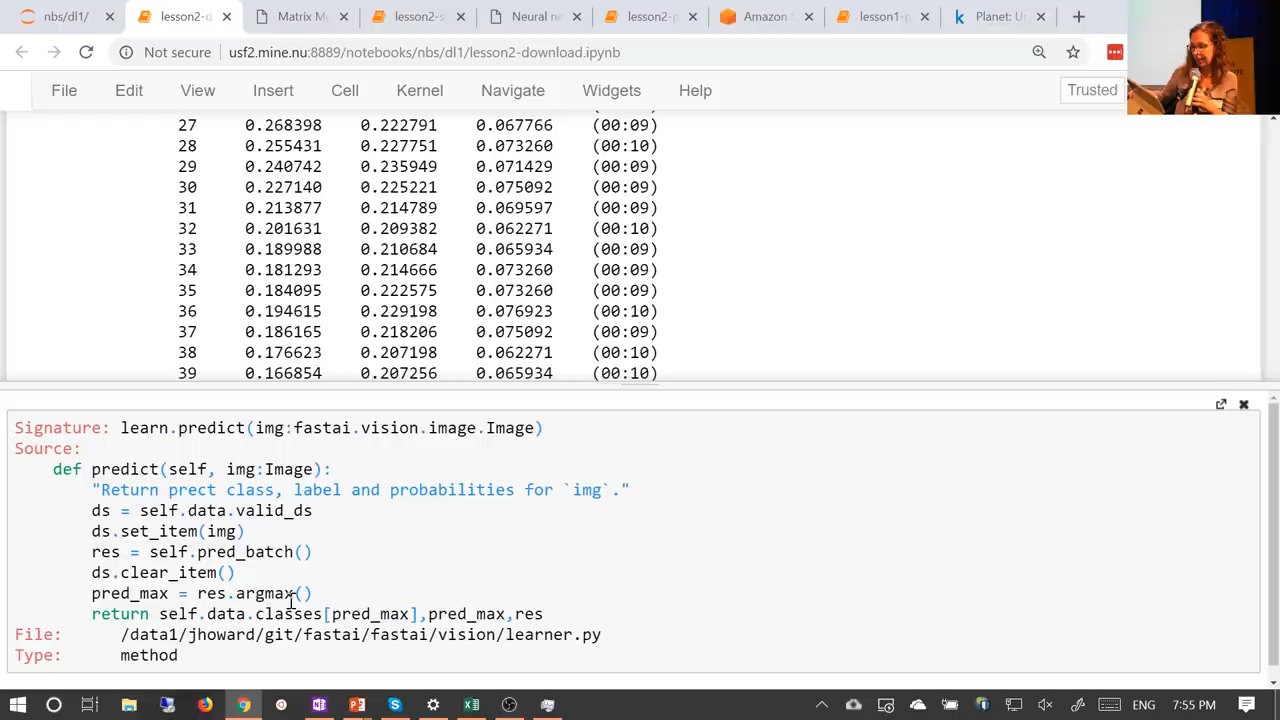 nbs/dl1/
lesson2-d
Matrix M
lesson2-s
Neural ne
lesson2-p
Amazon S
lesson1-p
Planet: U
Not secure usf2.mine.nu:8889/notebooks/nbs/dl1/lesson2-download.ipynb
File Edit View Insert Cell Kernel Navigate Widgets Help Trusted
27 0.268398 0.222791 0.067766 (00:09)
28 0.255431 0.227751 0.073260 (00:10)
29 0.240742 0.235949 0.071429 (00:09)
30 0.227140 0.225221 0.075092 (00:09)
31 0.213877 0.214789 0.069597 (00:09)
32 0.201631 0.209382 0.062271 (00:10)
33 0.189988 0.210684 0.065934 (00:09)
34 0.181293 0.214666 0.073260 (00:09)
35 0.184095 0.222575 0.073260 (00:09)
36 0.194615 0.229198 0.076923 (00:10)
37 0.186165 0.218206 0.075092 (00:09)
38 0.176623 0.207198 0.062271 (00:10)
39 0.166854 0.207256 0.065934 (00:10)
Signature: learn.predict(img:fastai.vision.image.Image)
Source:
def predict(self, img:Image):
"Return prect class, label and probabilities for `img`."
ds = self.data.valid_ds
ds.set_item(img)
res = self.pred_batch()
ds.clear_item()
pred_max = res.argmax()
return self.data.classes[pred_max],pred_max,res
File: /data1/jhoward/git/fastai/fastai/vision/learner.py
Type: method
ENG 7:55 PM